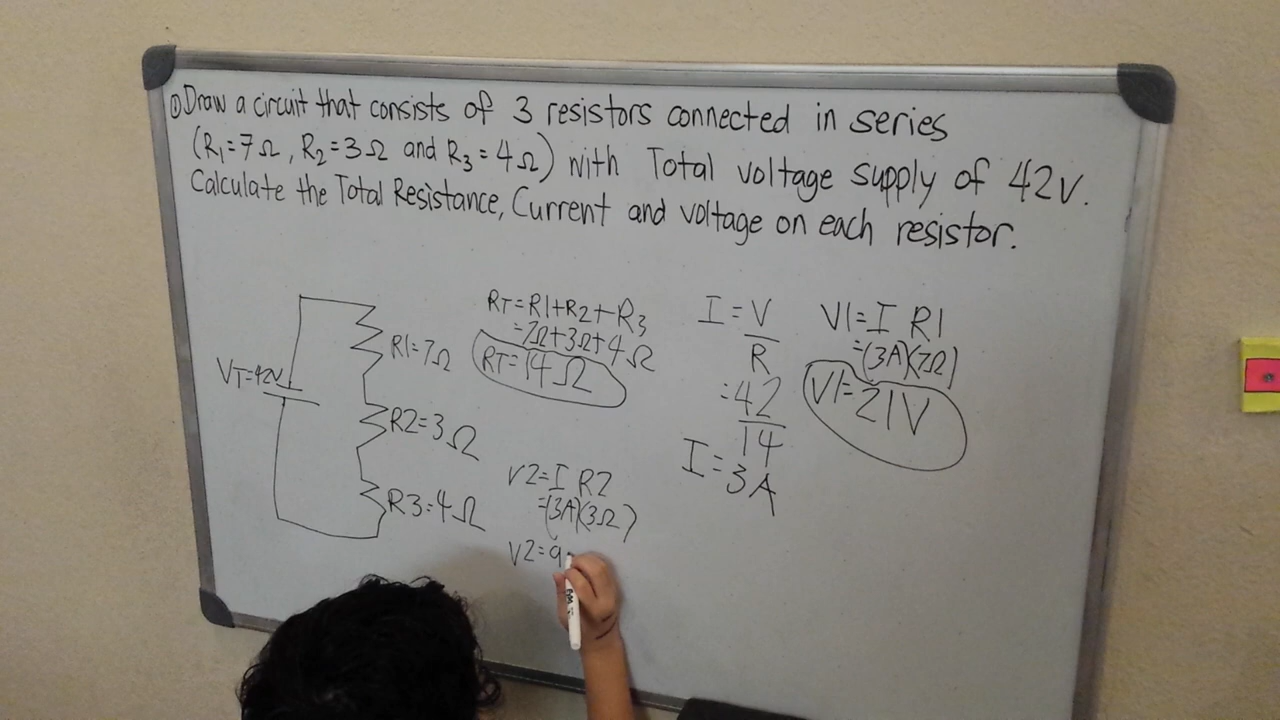 ① Draw a circuit that consists of 3 resistors connected in series
(R₁=7Ω, R₂=3Ω and R₃=4Ω) with Total voltage supply of 42V.
Calculate the Total Resistance, Current and voltage on each resistor.
VT=42V
R1=7Ω
R2=3Ω
R3=4Ω
RT=R1+R2+R3
=7Ω+3Ω+4Ω
RT=14Ω
V2=I R2
=(3A)(3Ω)
V2=9
I=V
R
=42
14
I=3A
V1=I R1
=(3A)(7Ω)
V1=21V